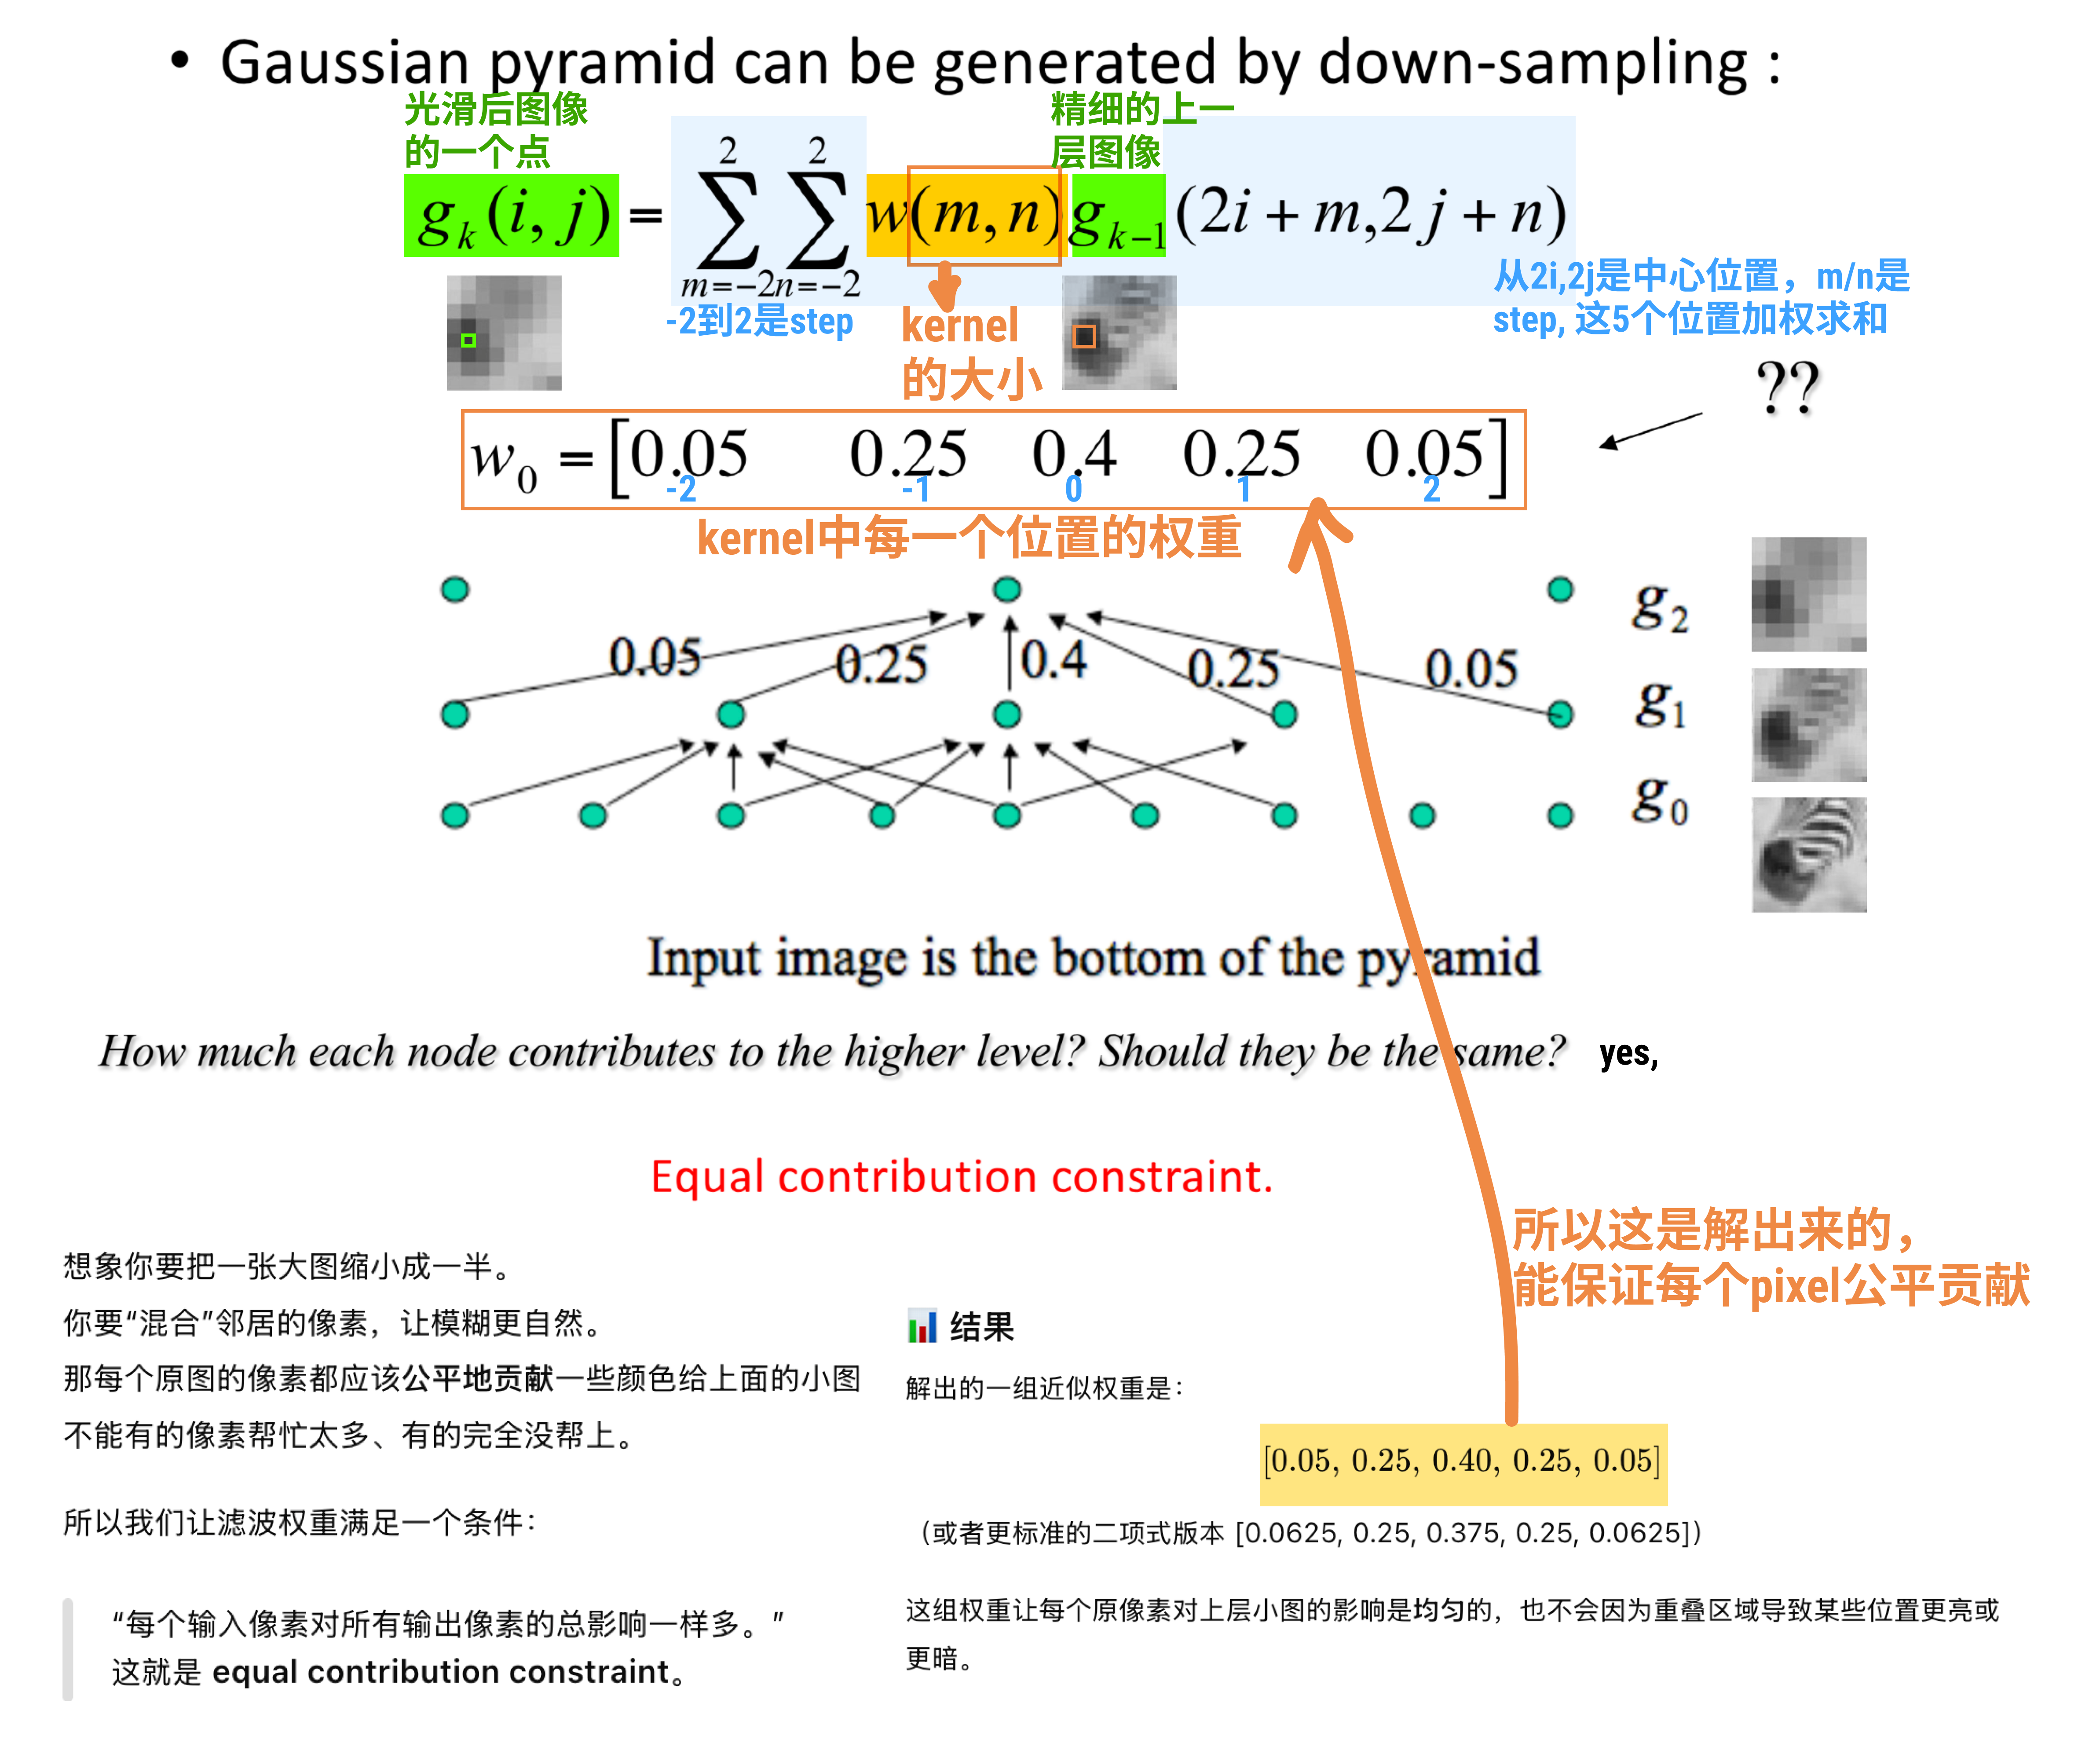 • Gaussian pyramid can be generated by down-sampling :
光滑后图像
的一个点
精细的上一
层图像
g_k(i, j) = \sum_{m=-2}^{2} \sum_{n=-2}^{2} w(m, n) g_{k-1}(2i + m, 2j + n)
-2到2是step
kernel
的大小
从2i,2j是中心位置，m/n是
step, 这5个位置加权求和
??
w_0 = [0.05 0.25 0.4 0.25 0.05]
-2 -1 0 1 2
kernel中每一个位置的权重
g_2
0.05 0.25 0.4 0.25 0.05
g_1
g_0
Input image is the bottom of the pyramid
How much each node contributes to the higher level? Should they be the same? yes,
Equal contribution constraint.
所以这是解出来的，
能保证每个pixel公平贡献
想象你要把一张大图缩小成一半。
你要“混合”邻居的像素，让模糊更自然。
那每个原图的像素都应该公平地贡献一些颜色给上面的小图
不能有的像素帮忙太多、有的完全没帮上。
所以我们让滤波权重满足一个条件：
“每个输入像素对所有输出像素的总影响一样多。”
这就是 equal contribution constraint。
📊 结果
解出的一组近似权重是：
[0.05, 0.25, 0.40, 0.25, 0.05]
（或者更标准的二项式版本 [0.0625, 0.25, 0.375, 0.25, 0.0625]）
这组权重让每个原像素对上层小图的影响是均匀的，也不会因为重叠区域导致某些位置更亮或
更暗。